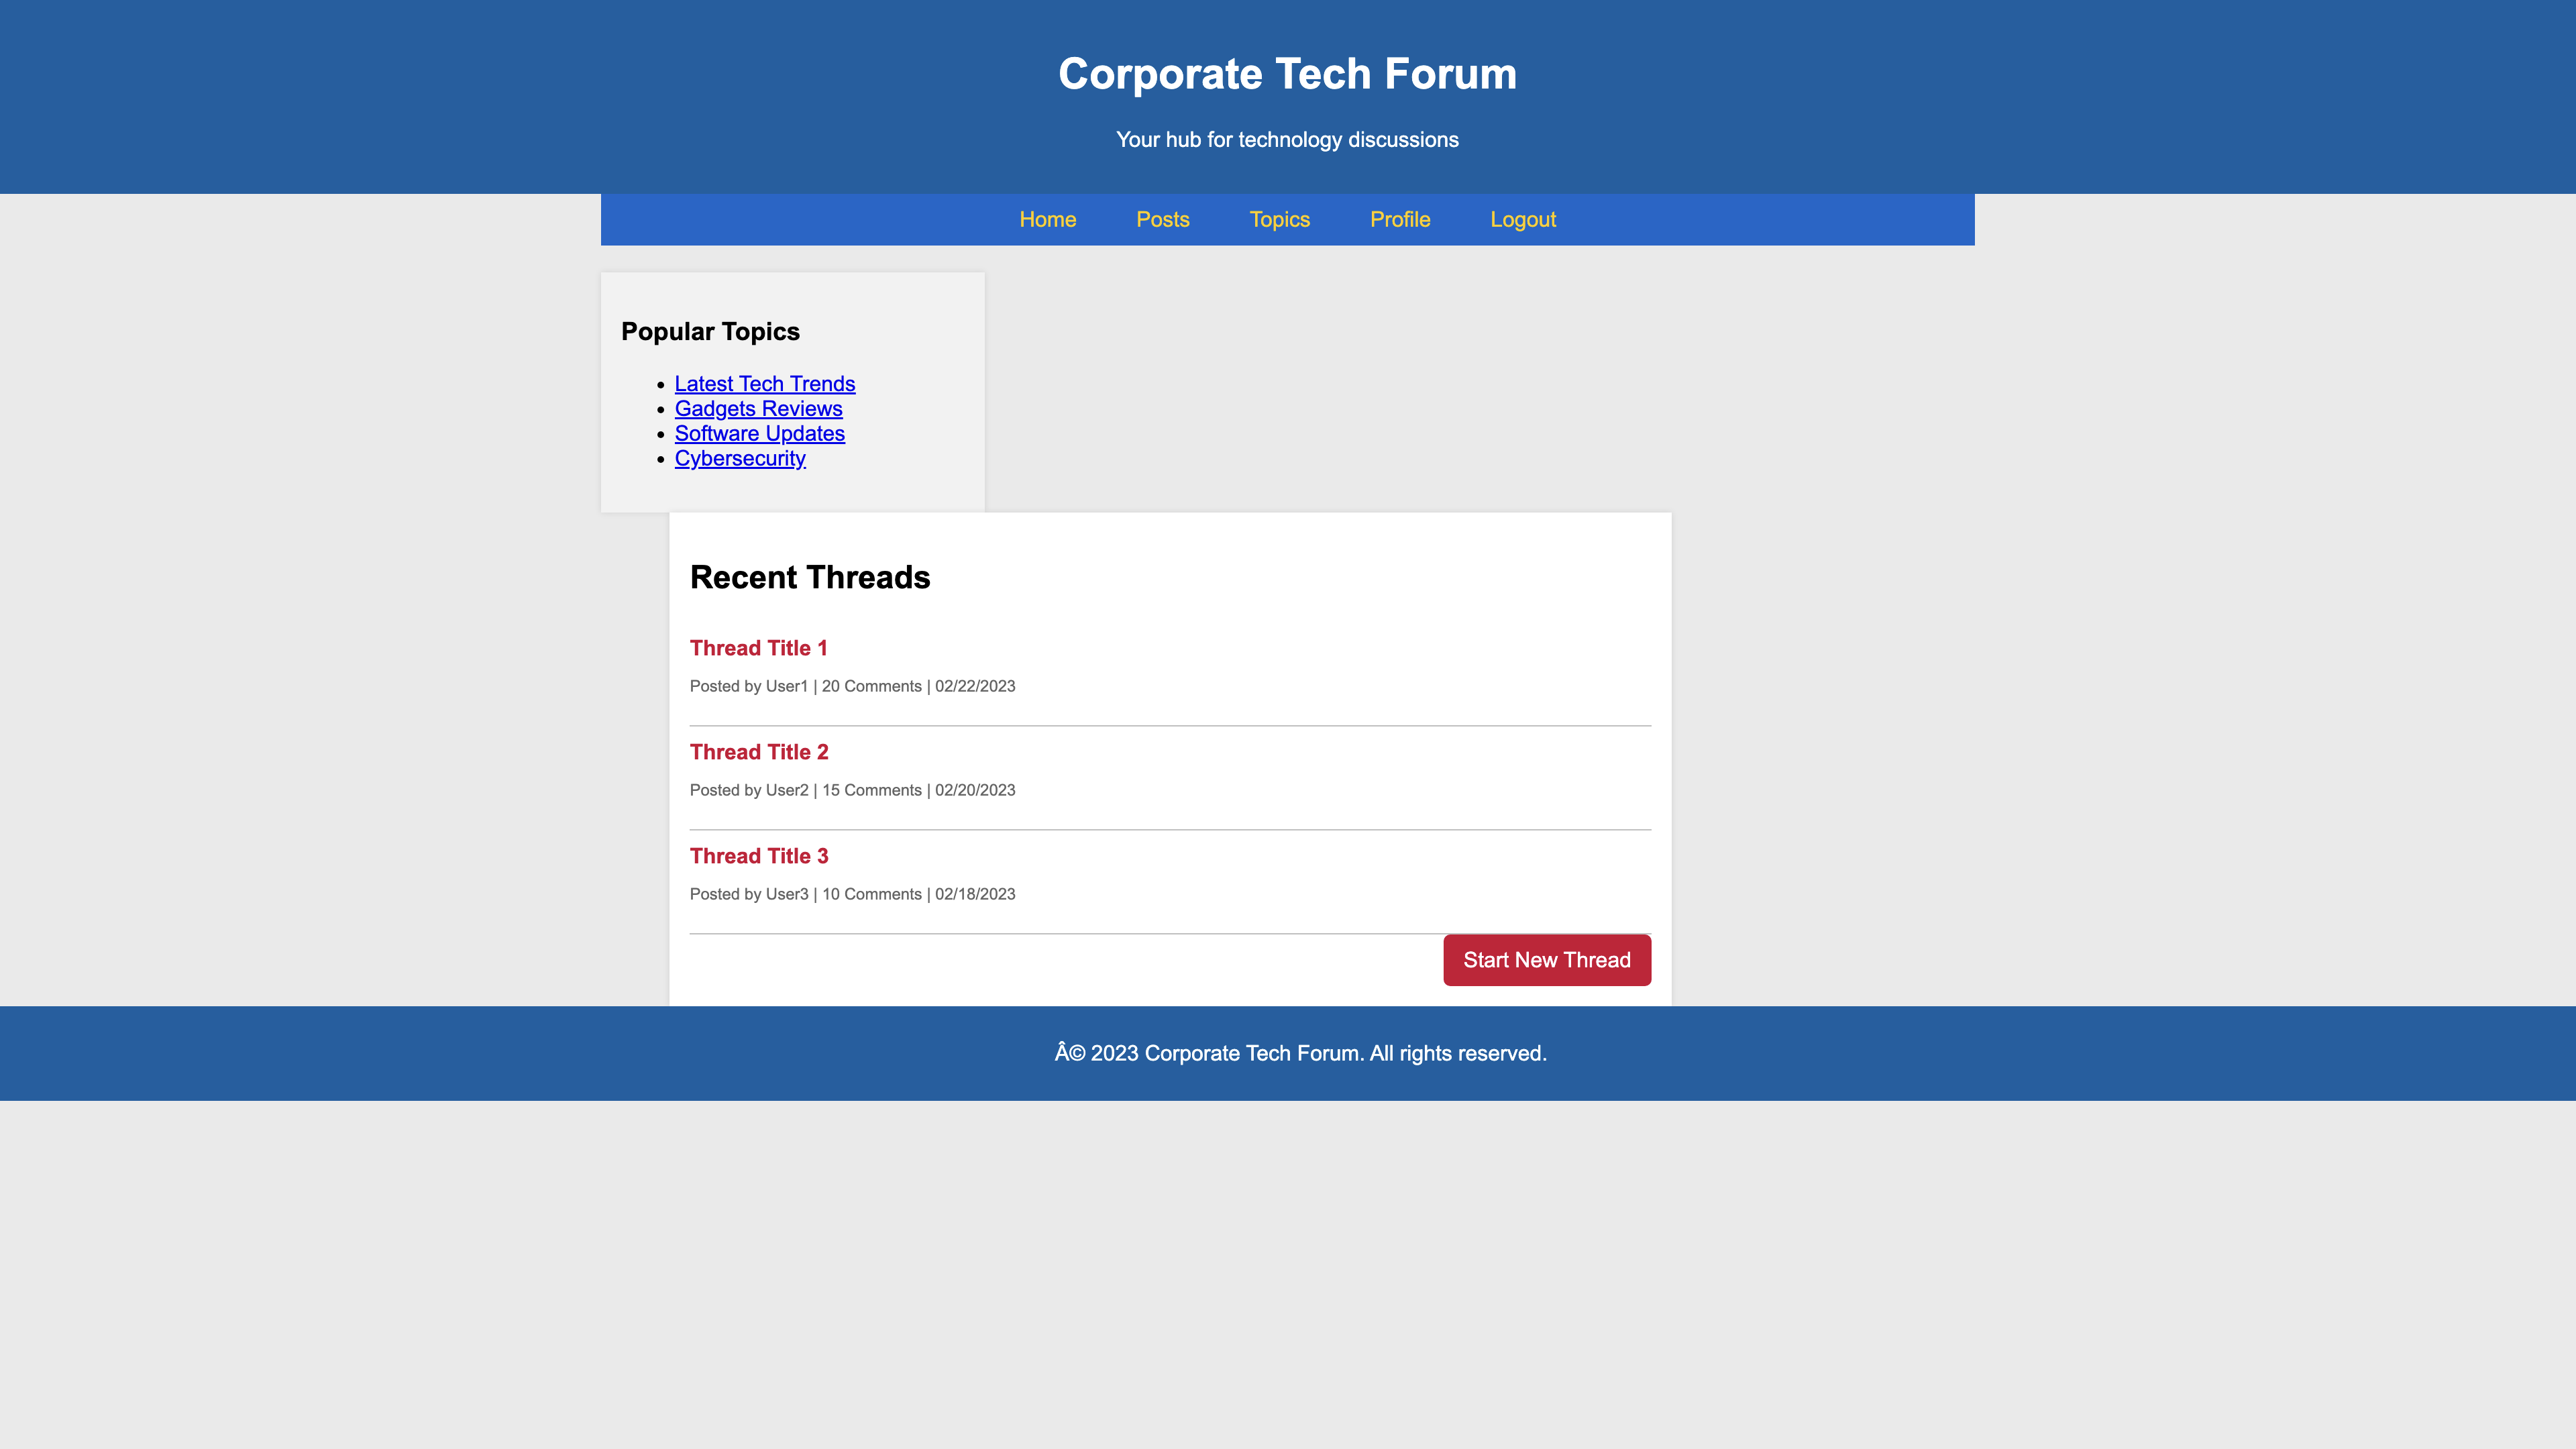 Corporate Tech Forum
Your hub for technology discussions
Home Posts Topics Profile Logout
Popular Topics
• Latest Tech Trends
• Gadgets Reviews
• Software Updates
• Cybersecurity
Recent Threads
Thread Title 1
Posted by User1 | 20 Comments | 02/22/2023
Thread Title 2
Posted by User2 | 15 Comments | 02/20/2023
Thread Title 3
Posted by User3 | 10 Comments | 02/18/2023
Start New Thread
Â© 2023 Corporate Tech Forum. All rights reserved.